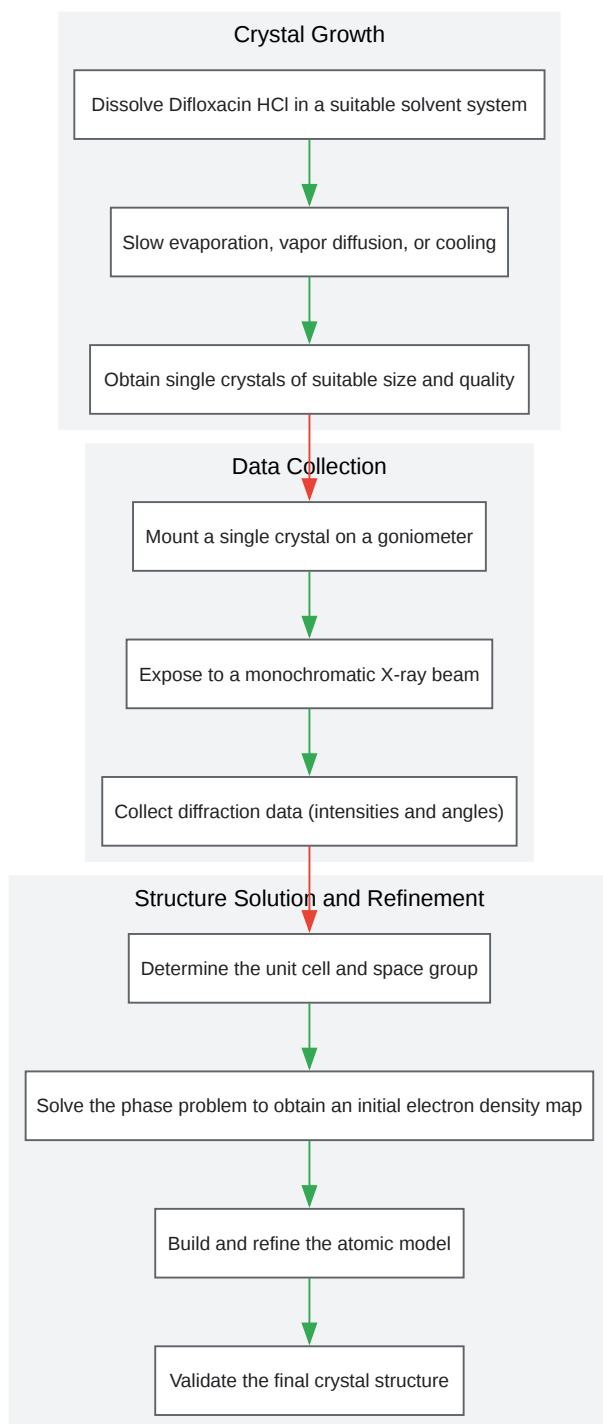 Crystal Growth
Dissolve Difloxacin HCl in a suitable solvent system
Slow evaporation, vapor diffusion, or cooling
Obtain single crystals of suitable size and quality
Data Collection
Mount a single crystal on a goniometer
Expose to a monochromatic X-ray beam
Collect diffraction data (intensities and angles)
Structure Solution and Refinement
Determine the unit cell and space group
Solve the phase problem to obtain an initial electron density map
Build and refine the atomic model
Validate the final crystal structure